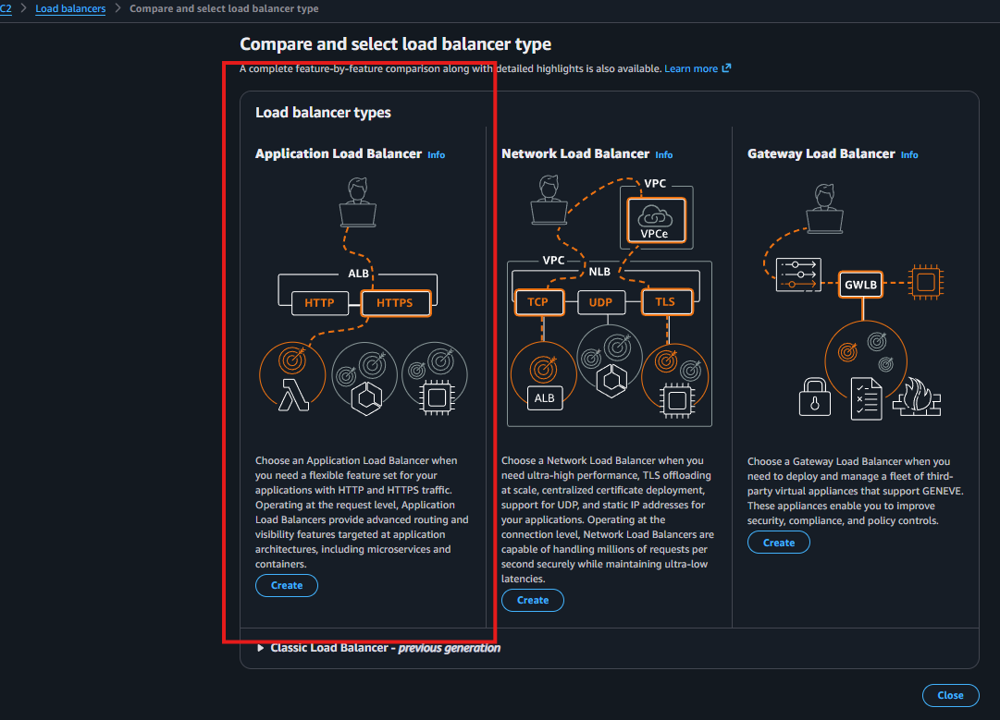 C2 > Load balancers > Compare and select load balancer type
Compare and select load balancer type
A complete feature-by-feature comparison along with detailed highlights is also available. Learn more
Load balancer types
Application Load Balancer Info
ALB
HTTP
HTTPS
Choose an Application Load Balancer when
you need a flexible feature set for your
applications with HTTP and HTTPS traffic.
Operating at the request level, Application
Load Balancers provide advanced routing and
visibility features targeted at application
architectures, including microservices and
containers.
Create
Network Load Balancer Info
VPC
VPCe
VPC
NLB
TCP
UDP
TLS
ALB
Choose a Network Load Balancer when you
need ultra-high performance, TLS offloading
at scale, centralized certificate deployment,
support for UDP, and static IP addresses for
your applications. Operating at the
connection level, Network Load Balancers are
capable of handling millions of requests per
second securely while maintaining ultra-low
latencies.
Create
Gateway Load Balancer Info
GWLB
Choose a Gateway Load Balancer when you
need to deploy and manage a fleet of third-
party virtual appliances that support GENEVE.
These appliances enable you to improve
security, compliance, and policy controls.
Create
Classic Load Balancer - previous generation
Close